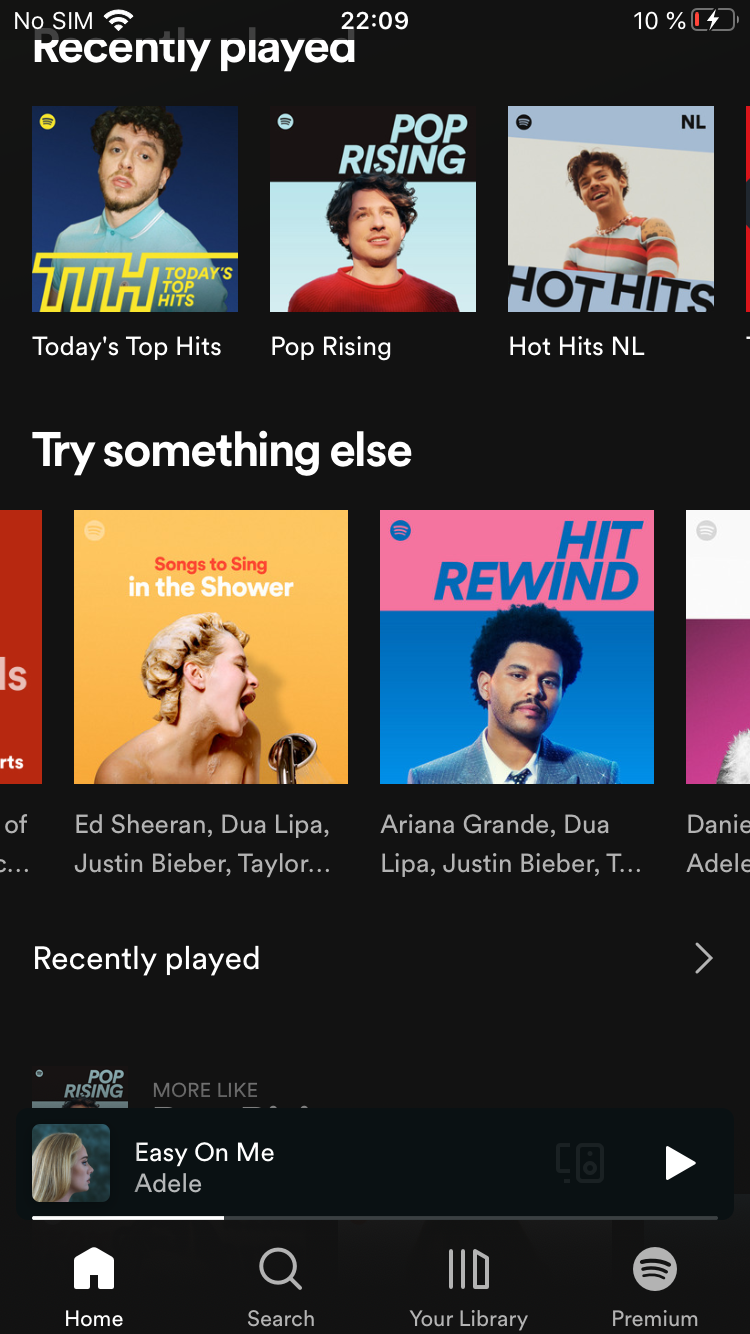 No SIM 22:09 10 %
Recently played
POP
RISING
NL
TTH TODAY'S
TOP
HITS
HOT HITS
Today's Top Hits
Pop Rising
Hot Hits NL
Try something else
Songs to Sing
in the Shower
HIT
REWIND
ls
rts
Ed Sheeran, Dua Lipa,
Justin Bieber, Taylor...
Ariana Grande, Dua
Lipa, Justin Bieber, T...
of
c...
Danie
Adele
Recently played
POP
RISING
MORE LIKE
Easy On Me
Adele
Home
Search
Your Library
Premium